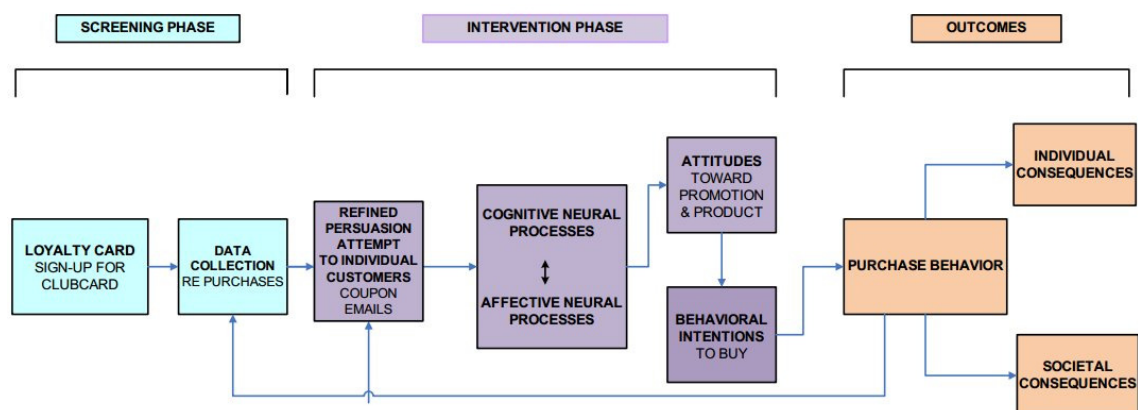 SCREENING PHASE
INTERVENTION PHASE
OUTCOMES
LOYALTY CARD
SIGN-UP FOR
CLUBCARD
DATA
COLLECTION
RE PURCHASES
REFINED
PERSUASION
ATTEMPT
TO INDIVIDUAL
CUSTOMERS
COUPON
EMAILS
COGNITIVE NEURAL
PROCESSES
AFFECTIVE NEURAL
PROCESSES
ATTITUDES
TOWARD
PROMOTION
& PRODUCT
BEHAVIORAL
INTENTIONS
TO BUY
PURCHASE BEHAVIOR
INDIVIDUAL
CONSEQUENCES
SOCIETAL
CONSEQUENCES